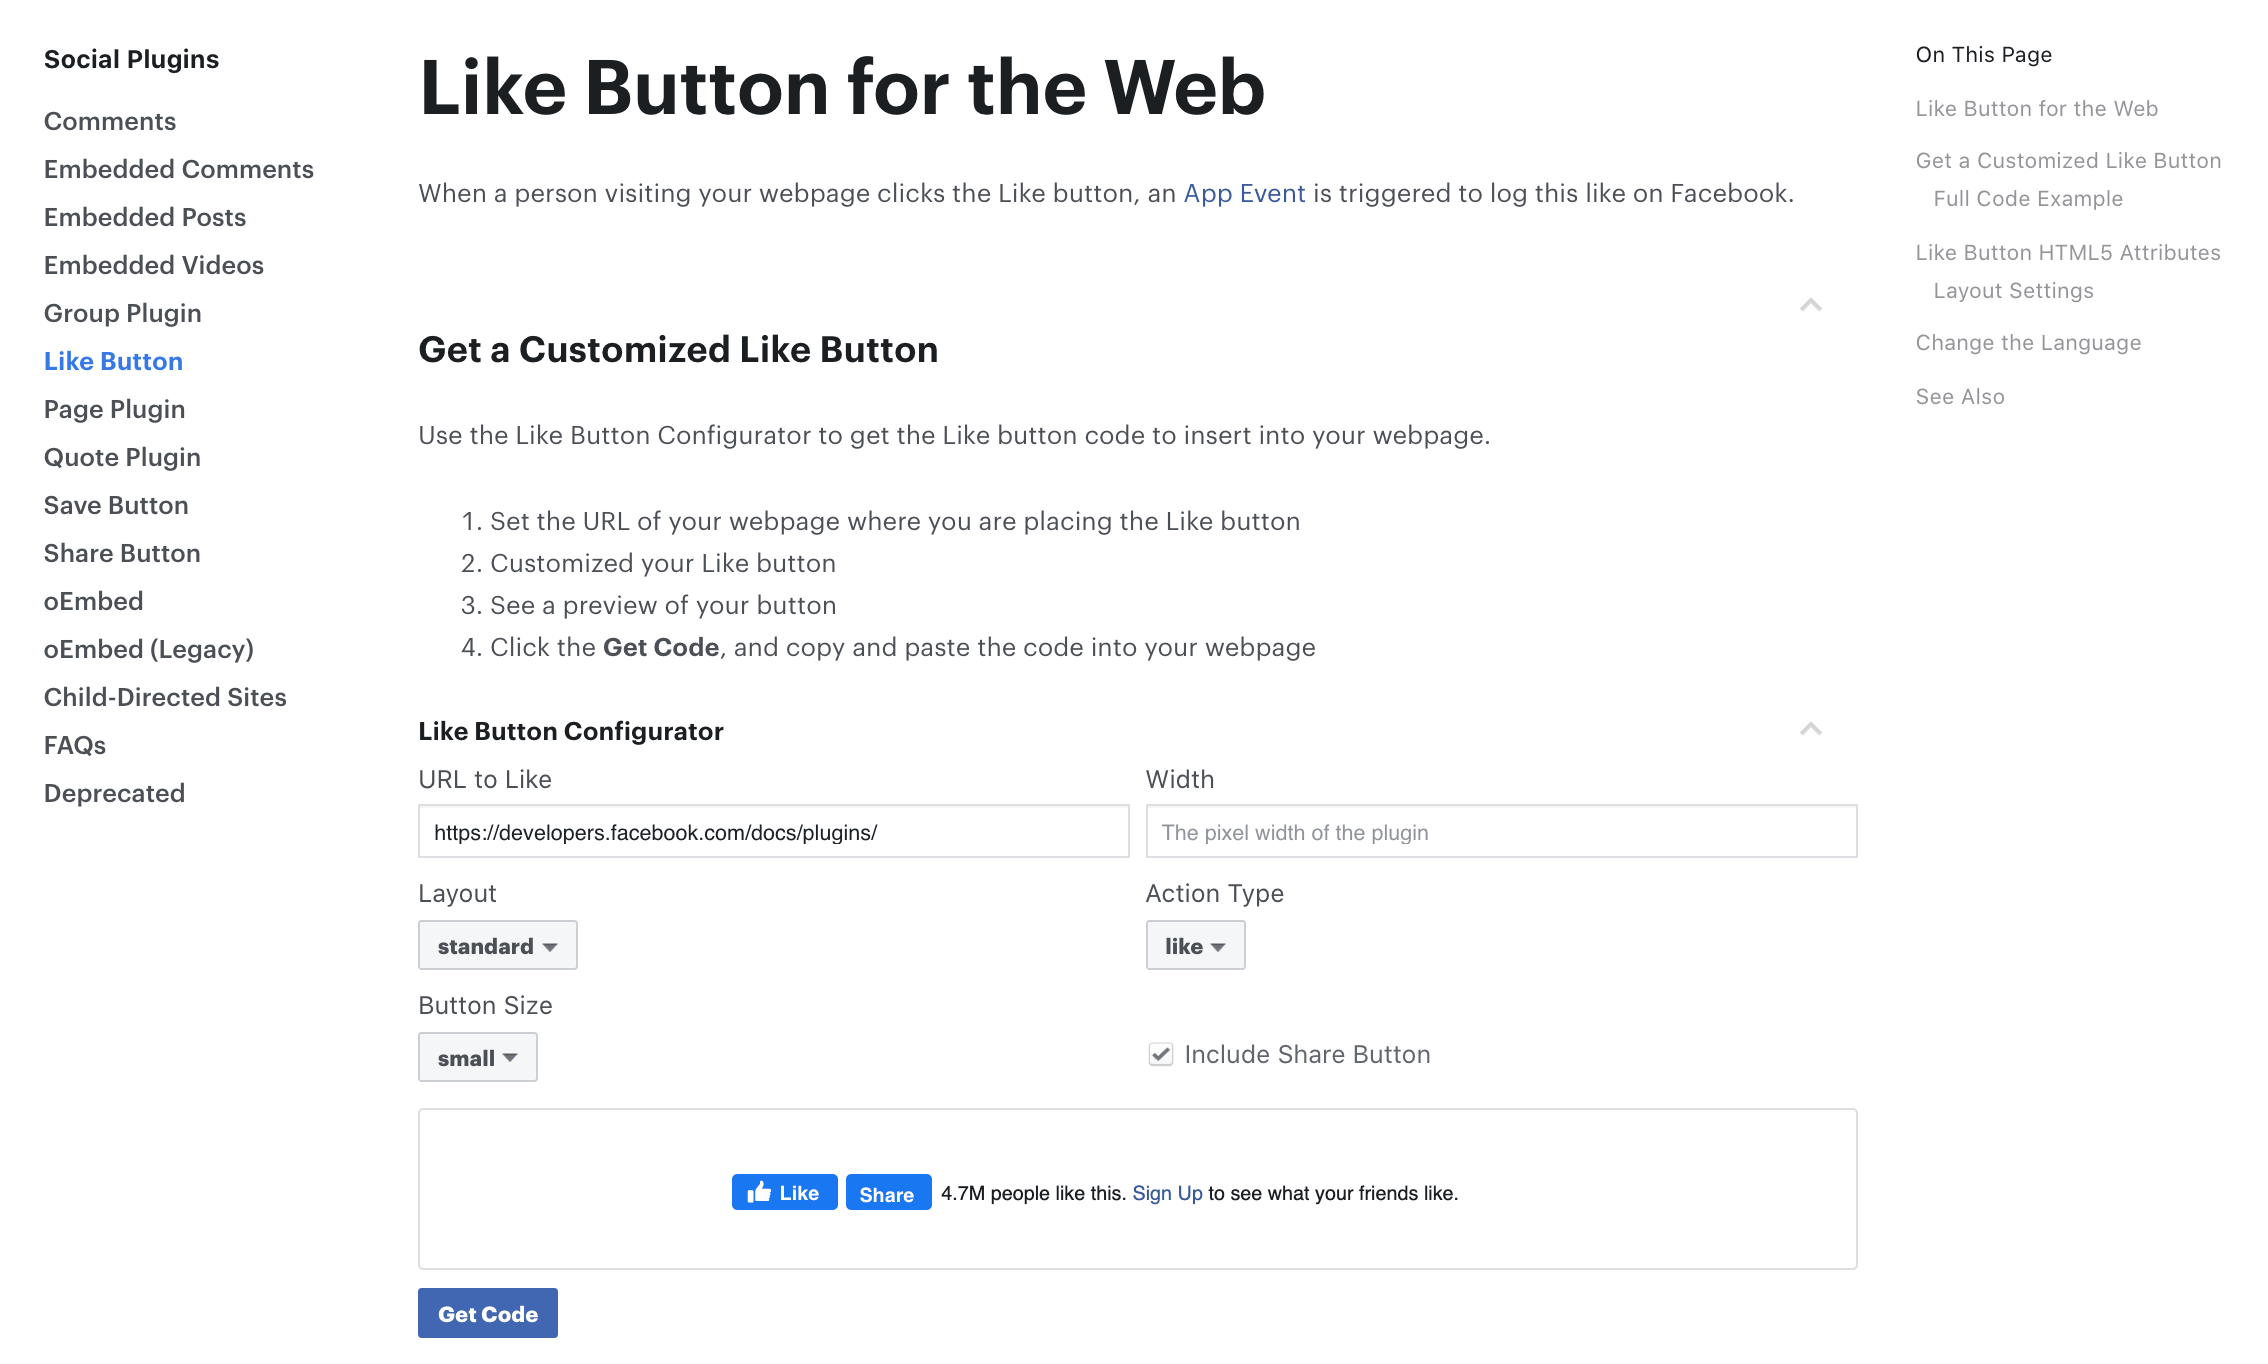 Social Plugins
Comments
Embedded Comments
Embedded Posts
Embedded Videos
Group Plugin
Like Button
Page Plugin
Quote Plugin
Save Button
Share Button
oEmbed
oEmbed (Legacy)
Child-Directed Sites
FAQs
Deprecated
Like Button for the Web
When a person visiting your webpage clicks the Like button, an App Event is triggered to log this like on Facebook.
Get a Customized Like Button
Use the Like Button Configurator to get the Like button code to insert into your webpage.
1. Set the URL of your webpage where you are placing the Like button
2. Customized your Like button
3. See a preview of your button
4. Click the Get Code, and copy and paste the code into your webpage
Like Button Configurator
URL to Like
Width
https://developers.facebook.com/docs/plugins/
The pixel width of the plugin
Layout
Action Type
standard
like
Button Size
small
Include Share Button
Like Share 4.7M people like this. Sign Up to see what your friends like.
Get Code
On This Page
Like Button for the Web
Get a Customized Like Button
Full Code Example
Like Button HTML5 Attributes
Layout Settings
Change the Language
See Also